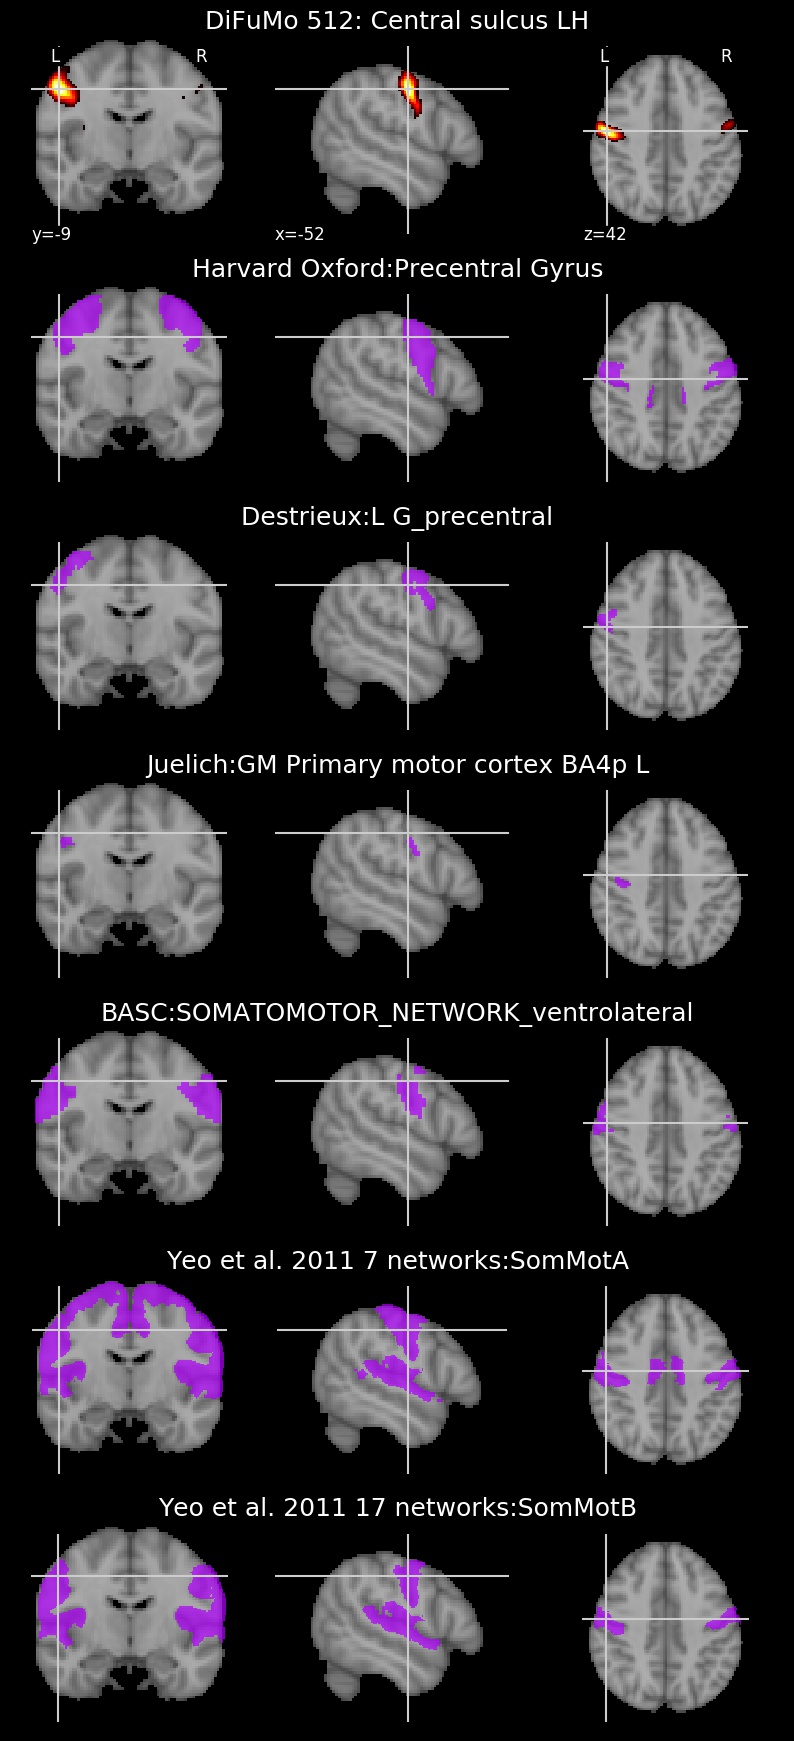 DiFuMo 512: Central sulcus LH
L R L R
y=-9 x=-52 z=42
Harvard Oxford:Precentral Gyrus
Destrieux:L G_precentral
Juelich:GM Primary motor cortex BA4p L
BASC:SOMATOMOTOR_NETWORK_ventrolateral
Yeo et al. 2011 7 networks:SomMotA
Yeo et al. 2011 17 networks:SomMotB